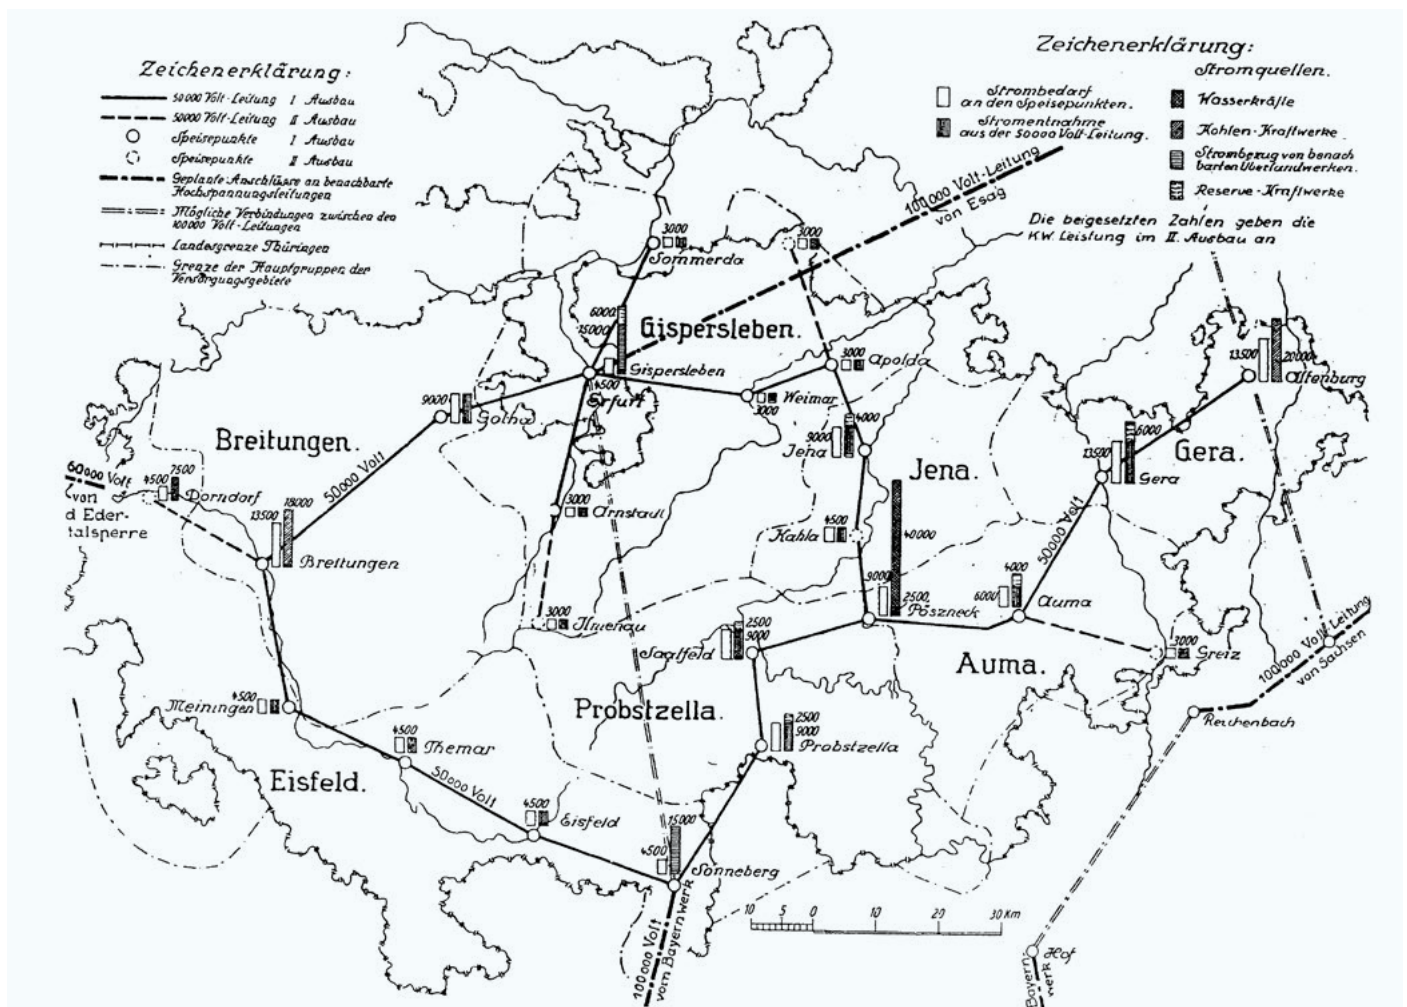 Zeichenerklärung:
50000 Volt-Leitung I Ausbau
50000 Volt-Leitung II Ausbau
Speisepunkte I Ausbau
Speisepunkte II Ausbau
Geplante Anschlüsse an benachbarte
Hochspannungsleitungen
Mögliche Verbindungen zwischen den
100000 Volt-Leitungen
Landesgrenze Thüringen
Grenze der Hauptgruppen der
Versorgungsgebiete
Zeichenerklärung:
Stromquellen.
Strombedarf
an den Speisepunkten.
Stromentnahme
aus der 50000 Volt-Leitung.
Wasserkräfte
Kohlen-Kraftwerke
Strombezug von benach
barten Überlandwerken.
Reserve-Kraftwerke
Die beigesetzten Zahlen geben die
KW. Leistung im II. Ausbau an
100000 Volt-Leitung
von Esag
3000
Sommerda
3000
6000
15000
Gispersleben.
Gispersleben
4500
Erfurt
3000
Apolda
Weimar
3000
13500
20000
Altenburg
9000
Gotha
Breitungen.
50000 Volt
4000
9000
Jena
Jena.
6000
13500
Gera
Gera.
60000 Volt
von
d Eder-
talsperre
4500
7500
Dorndorf
13500
18000
Breitungen
3000
Arnstadt
4500
Kahla
40000
50000 Volt
9000
2500
Pöszneck
4000
6000
Auma
3000
Ilmenau
2500
9000
Saalfeld
Auma.
3000
Greiz
100000 Volt-Leitung
von Sachsen
4500
Meiningen
Probstzella.
2500
9000
Probstzella
Reichenbach
4500
Themar
50000 Volt
Eisfeld.
4500
Eisfeld
15000
4500
Sonneberg
100000 Volt
vom Bayernwerk
10 5 0 10 20 30 Km
Hof
Bayern
werk